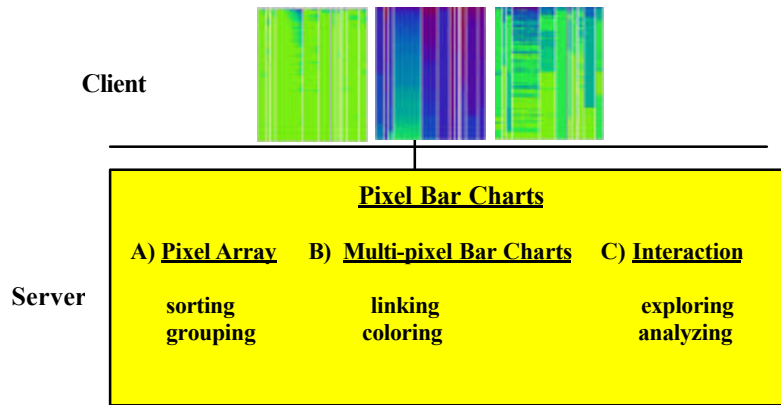 Client
Pixel Bar Charts
A) Pixel Array B) Multi-pixel Bar Charts C) Interaction
Server
sorting linking exploring
grouping coloring analyzing